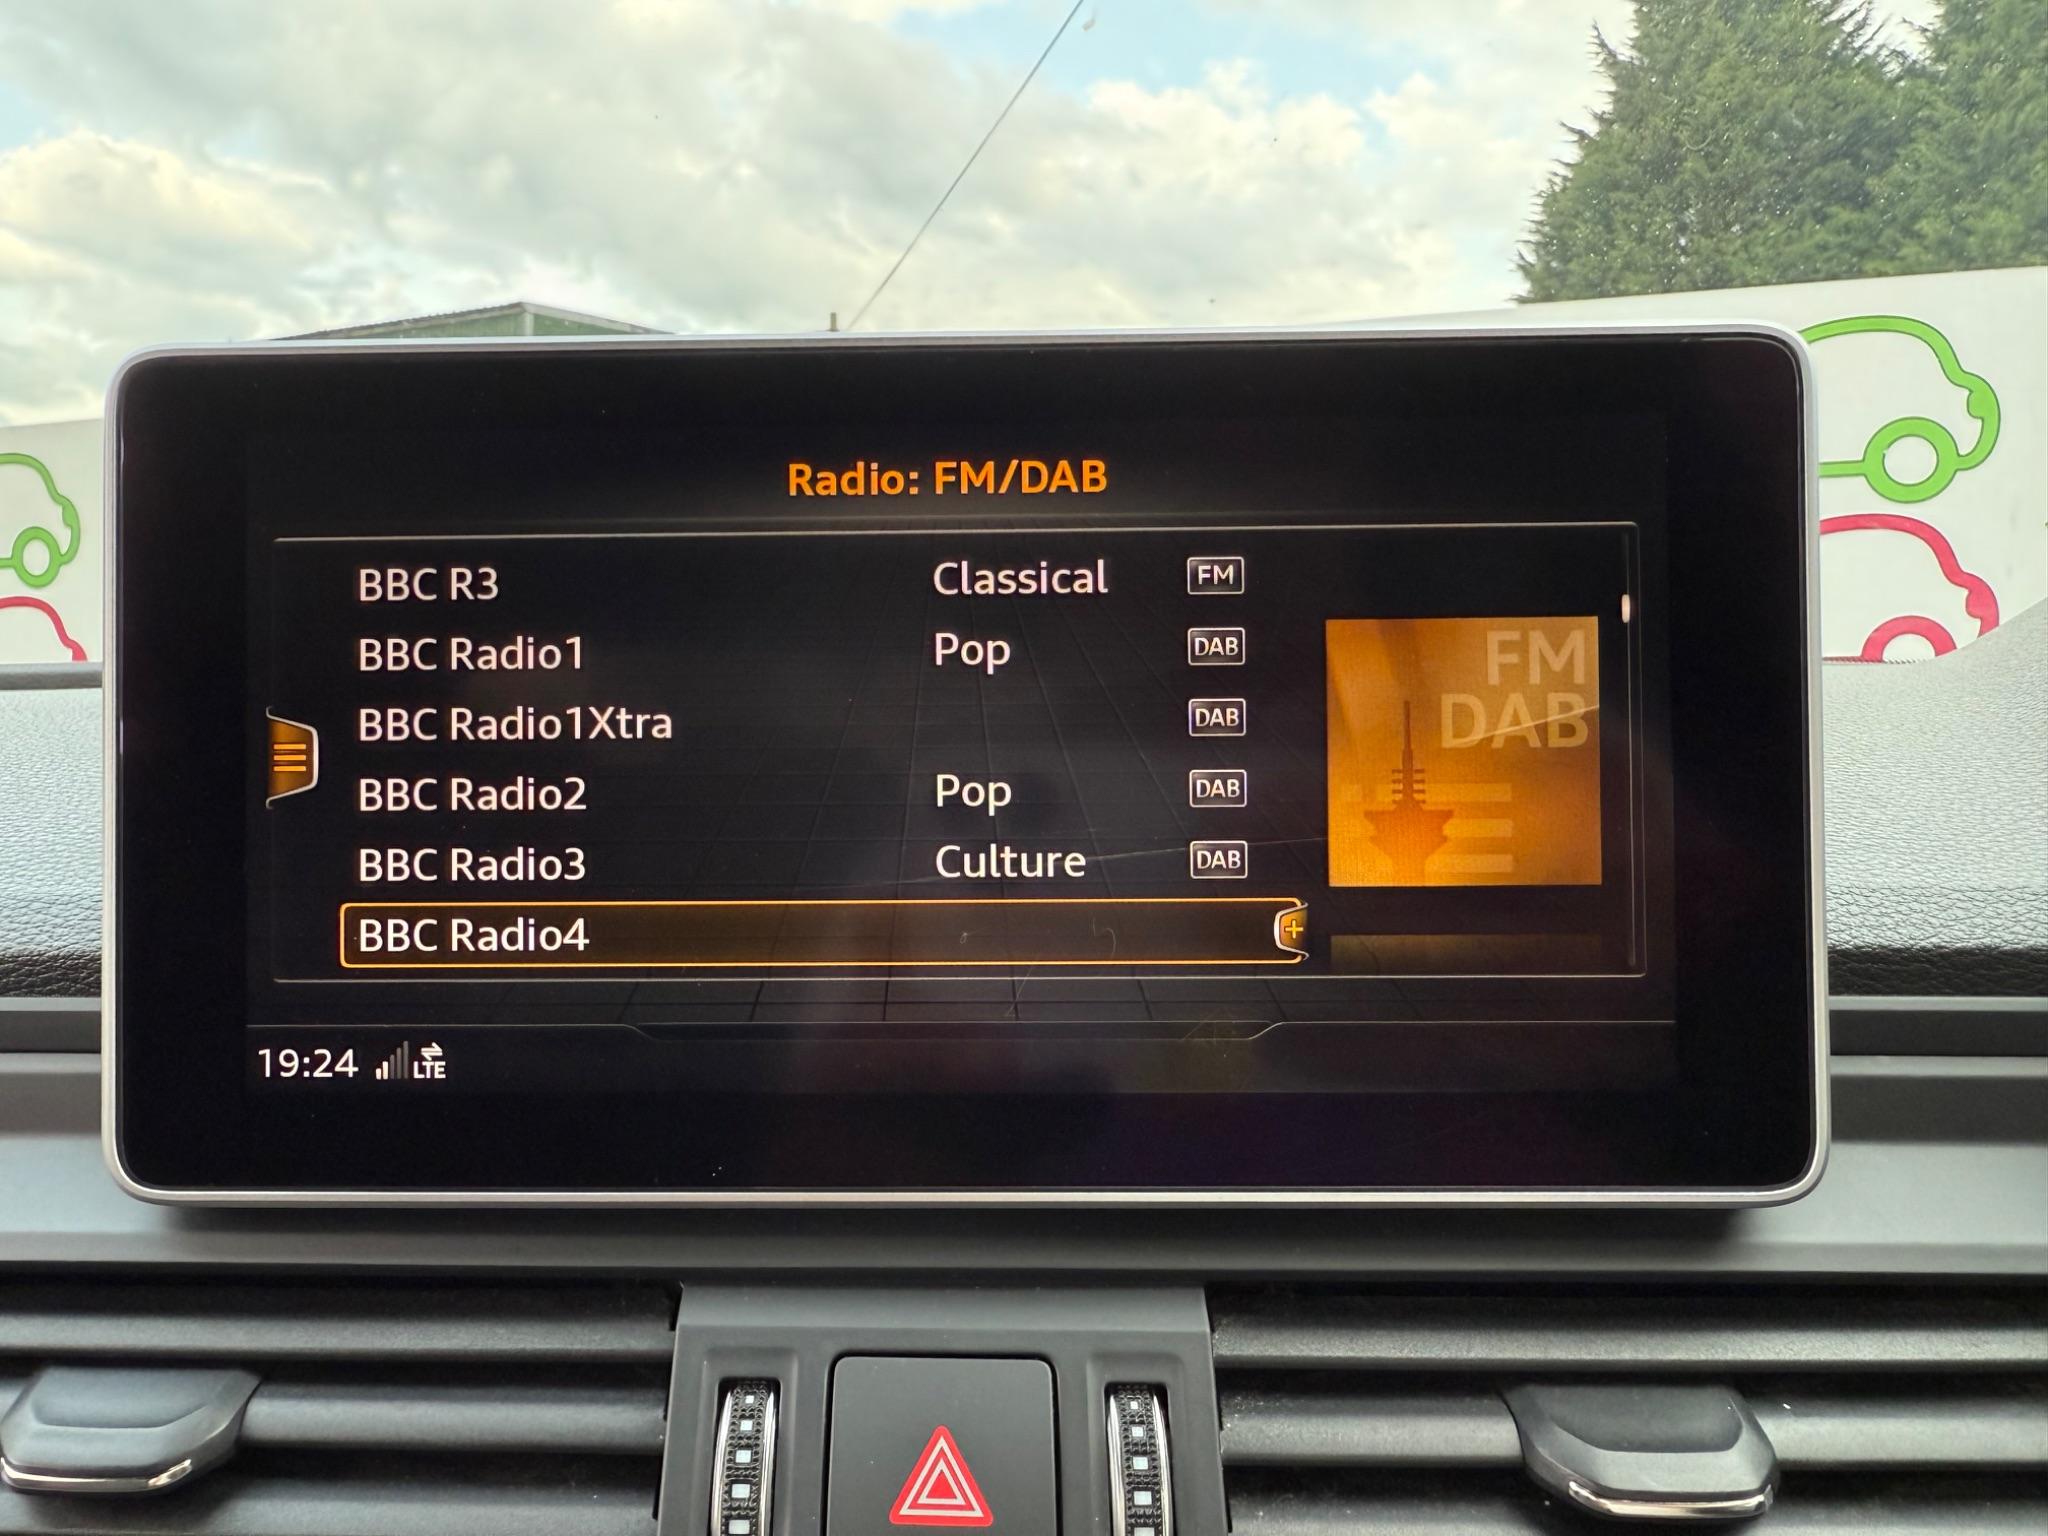 Radio: FM/DAB
BBC R3 Classical FM
BBC Radio1 Pop DAB
BBC Radio1Xtra DAB
BBC Radio2 Pop DAB
BBC Radio3 Culture DAB
BBC Radio4 +
FM
DAB
19:24 LTE